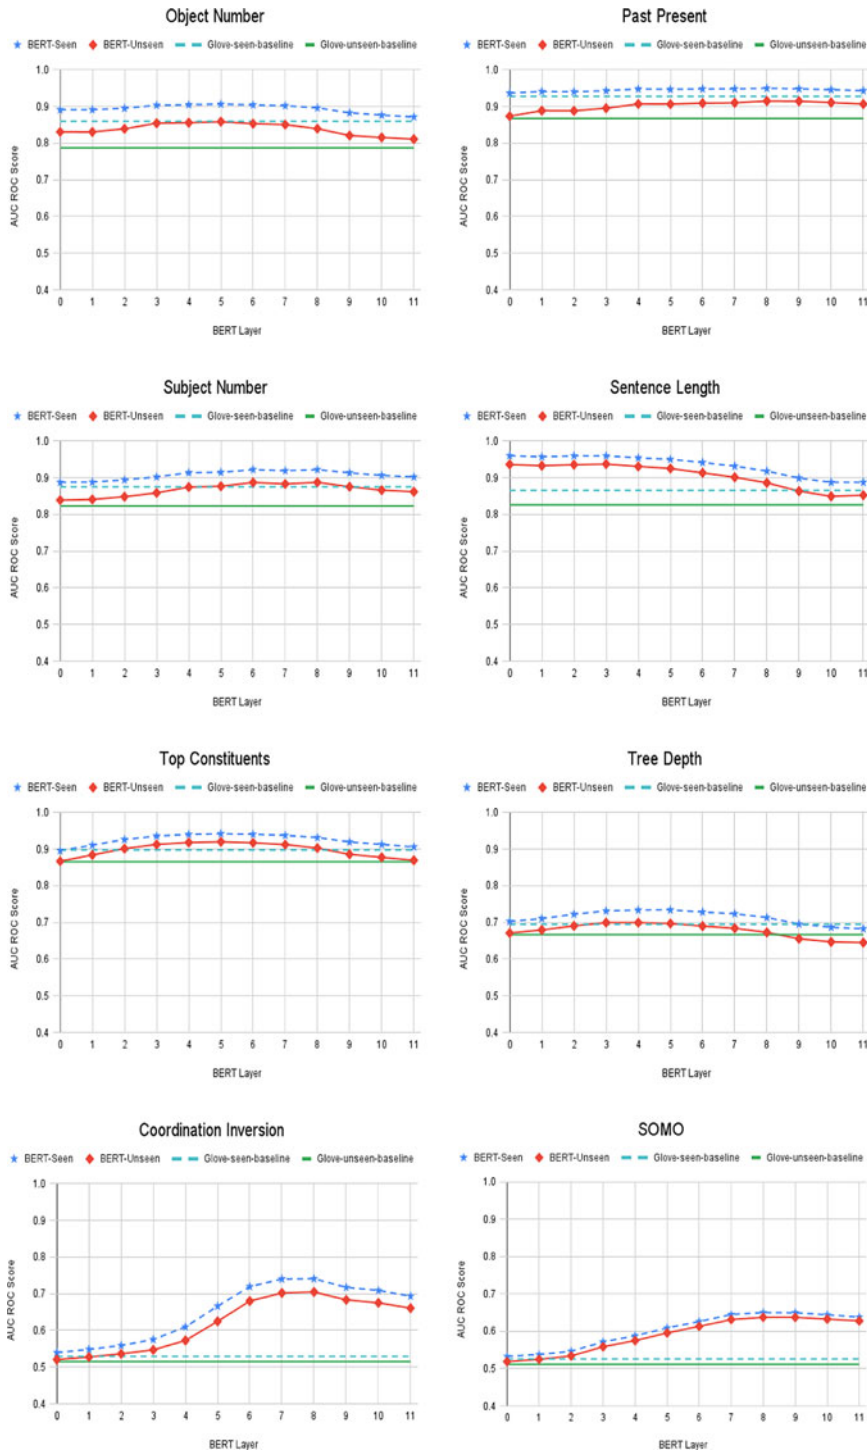 Object Number
BERT-Seen BERT-Unseen Glove-seen-baseline Glove-unseen-baseline
1.0
0.9
0.8
0.7
0.6
0.5
0.4
AUC ROC Score
0 1 2 3 4 5 6 7 8 9 10 11
BERT Layer
Past Present
BERT-Seen BERT-Unseen Glove-seen-baseline Glove-unseen-baseline
1.0
0.9
0.8
0.7
0.6
0.5
0.4
AUC ROC Score
0 1 2 3 4 5 6 7 8 9 10 11
BERT Layer
Subject Number
BERT-Seen BERT-Unseen Glove-seen-baseline Glove-unseen-baseline
1.0
0.9
0.8
0.7
0.6
0.5
0.4
AUC ROC Score
0 1 2 3 4 5 6 7 8 9 10 11
BERT Layer
Sentence Length
BERT-Seen BERT-Unseen Glove-seen-baseline Glove-unseen-baseline
1.0
0.9
0.8
0.7
0.6
0.5
0.4
AUC ROC Score
0 1 2 3 4 5 6 7 8 9 10 11
BERT Layer
Top Constituents
BERT-Seen BERT-Unseen Glove-seen-baseline Glove-unseen-baseline
1.0
0.9
0.8
0.7
0.6
0.5
0.4
AUC ROC Score
0 1 2 3 4 5 6 7 8 9 10 11
BERT Layer
Tree Depth
BERT-Seen BERT-Unseen Glove-seen-baseline Glove-unseen-baseline
1.0
0.9
0.8
0.7
0.6
0.5
0.4
AUC ROC Score
0 1 2 3 4 5 6 7 8 9 10 11
BERT Layer
Coordination Inversion
BERT-Seen BERT-Unseen Glove-seen-baseline Glove-unseen-baseline
1.0
0.9
0.8
0.7
0.6
0.5
0.4
AUC ROC Score
0 1 2 3 4 5 6 7 8 9 10 11
BERT Layer
SOMO
BERT-Seen BERT-Unseen Glove-seen-baseline Glove-unseen-baseline
1.0
0.9
0.8
0.7
0.6
0.5
0.4
AUC ROC Score
0 1 2 3 4 5 6 7 8 9 10 11
BERT Layer